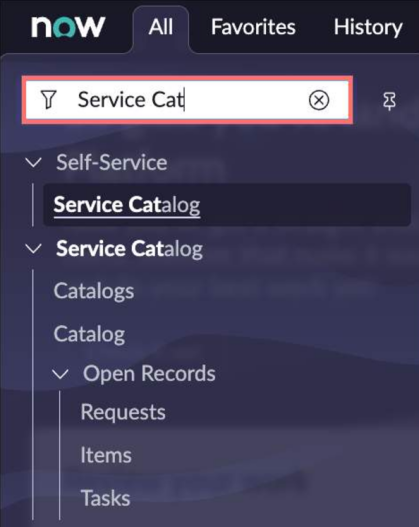 now
All
Favorites
History
Service Cat
Self-Service
Service Catalog
Service Catalog
Catalogs
Catalog
Open Records
Requests
Items
Tasks